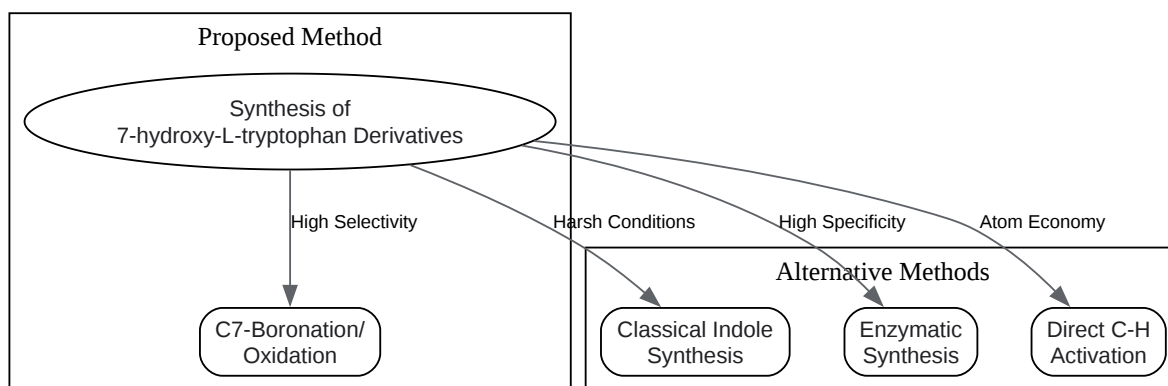 Proposed Method
Synthesis of
7-hydroxy-L-tryptophan Derivatives
High Selectivity
Harsh Conditions
High Specificity
Atom Economy
Alternative Methods
C7-Boronation/
Oxidation
Classical Indole
Synthesis
Enzymatic
Synthesis
Direct C-H
Activation